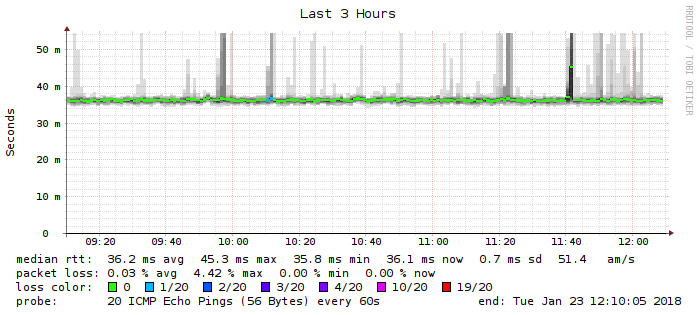 Last 3 Hours
RRDTOOL / TOBI OETIKER
Seconds
50 m
40 m
30 m
20 m
10 m
0
09:20 09:40 10:00 10:20 10:40 11:00 11:20 11:40 12:00
median rtt: 36.2 ms avg 45.3 ms max 35.8 ms min 36.1 ms now 0.7 ms sd 51.4 am/s
packet loss: 0.03 % avg 4.42 % max 0.00 % min 0.00 % now
loss color: 0 1/20 2/20 3/20 4/20 10/20 19/20
probe: 20 ICMP Echo Pings (56 Bytes) every 60s end: Tue Jan 23 12:10:05 2018